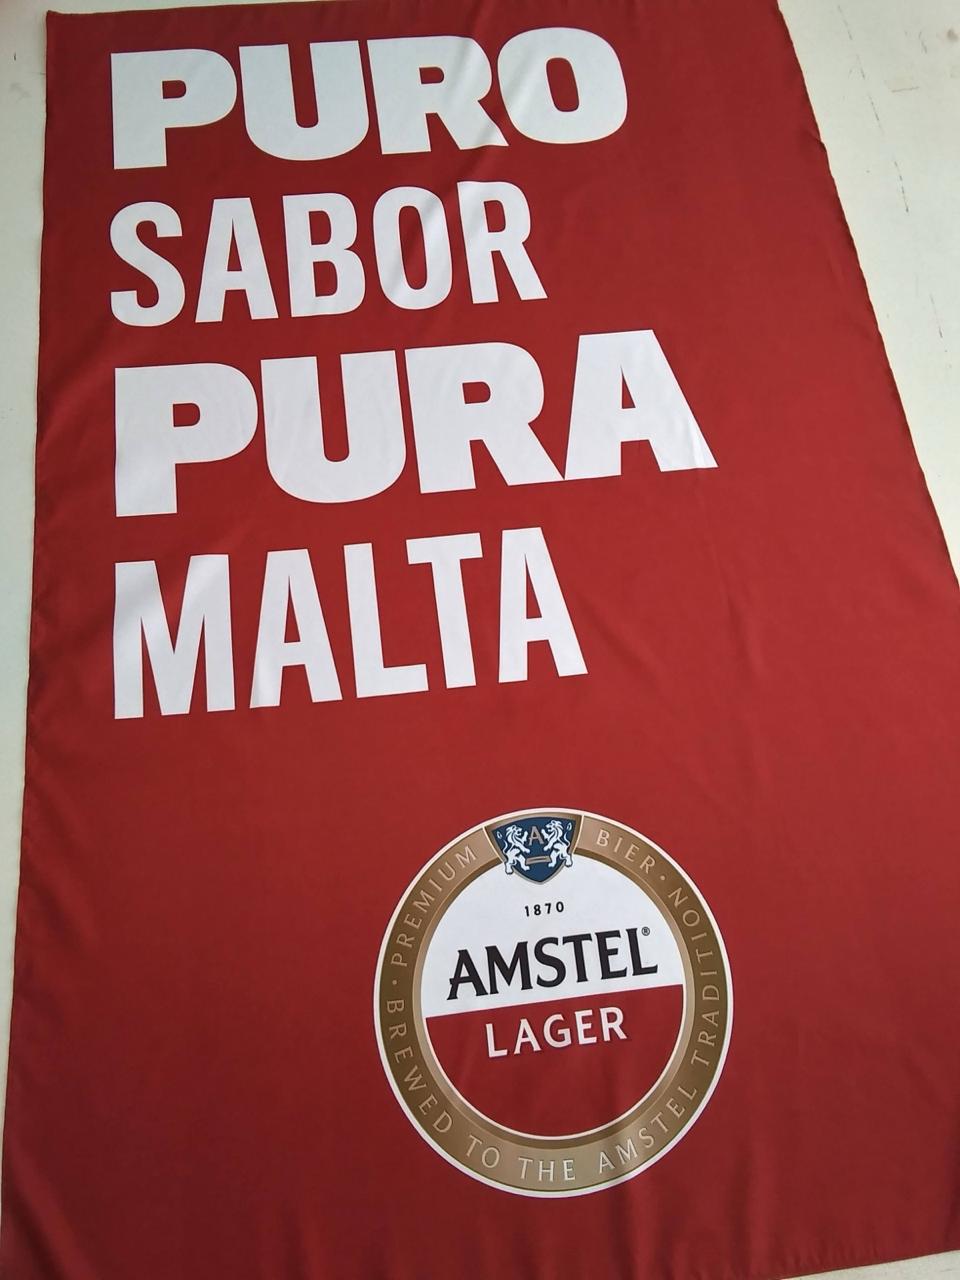 PURO
SABOR
PURA
MALTA
A
PREMIUM BIER · BREWED TO THE AMSTEL TRADITION ·
1870
AMSTEL®
LAGER